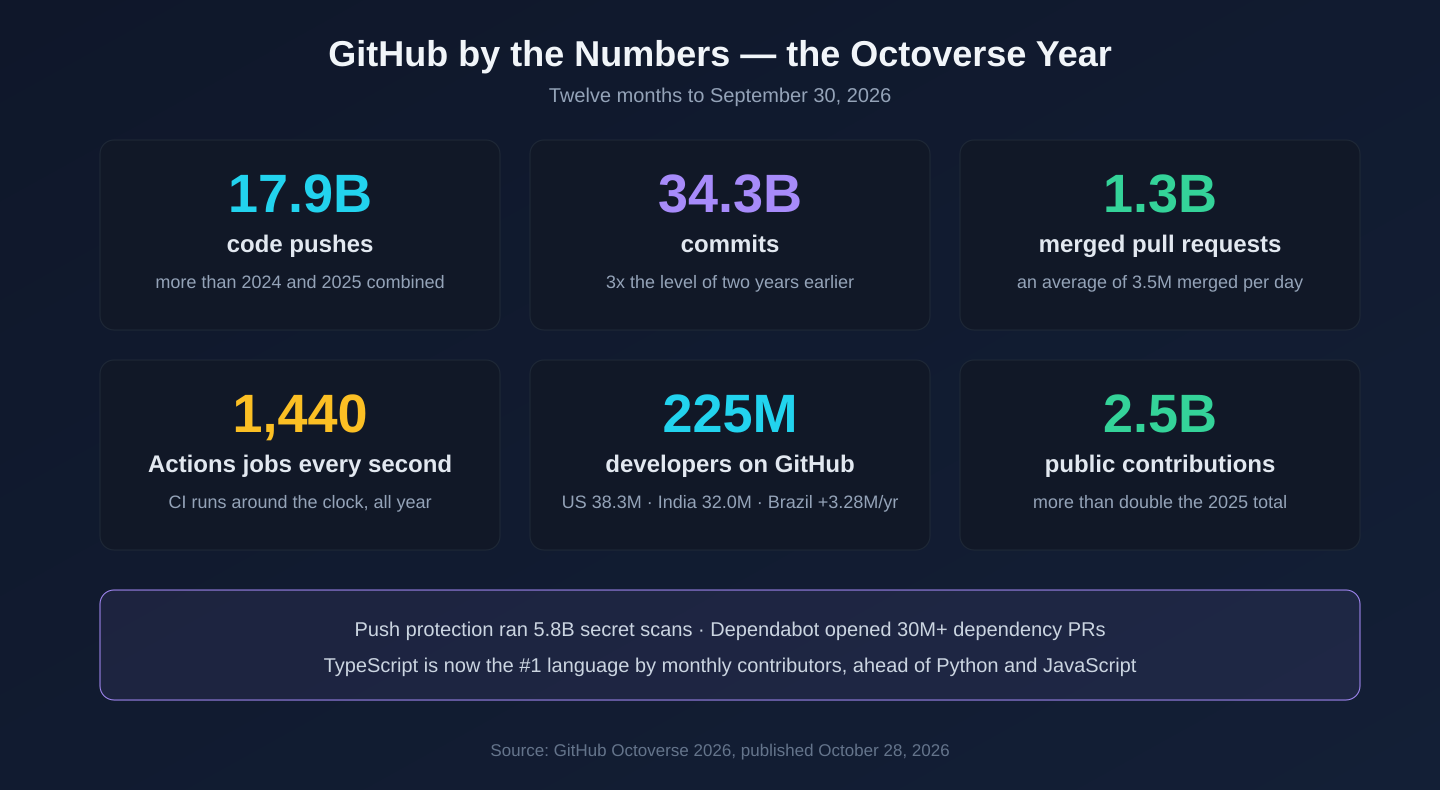 GitHub by the Numbers — the Octoverse Year
Twelve months to September 30, 2026
17.9B
code pushes
more than 2024 and 2025 combined
34.3B
commits
3x the level of two years earlier
1.3B
merged pull requests
an average of 3.5M merged per day
1,440
Actions jobs every second
CI runs around the clock, all year
225M
developers on GitHub
US 38.3M · India 32.0M · Brazil +3.28M/yr
2.5B
public contributions
more than double the 2025 total
Push protection ran 5.8B secret scans · Dependabot opened 30M+ dependency PRs
TypeScript is now the #1 language by monthly contributors, ahead of Python and JavaScript
Source: GitHub Octoverse 2026, published October 28, 2026